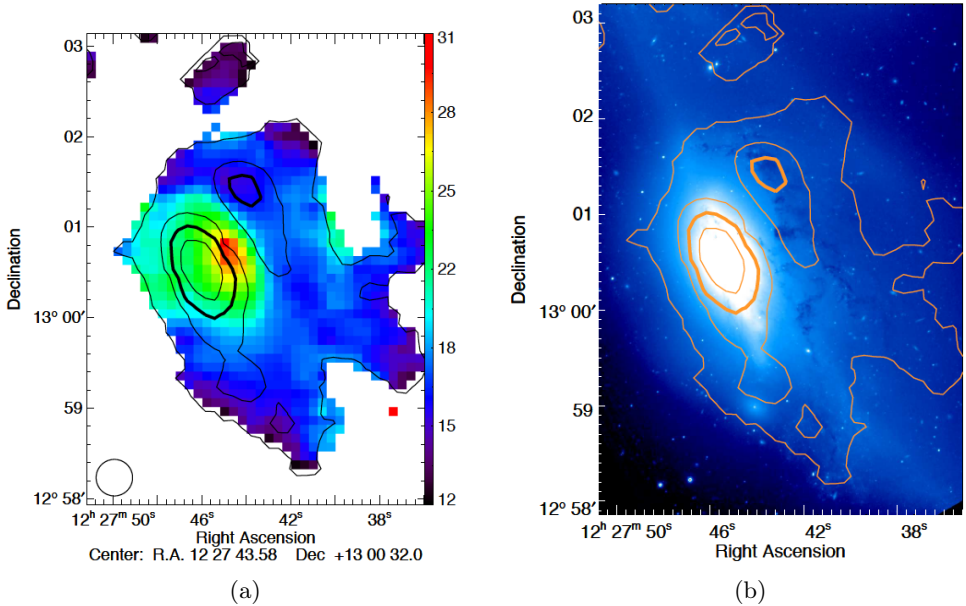 03
02
01
13° 00′
59
12° 58′
Declination
12ʰ 27ᵐ 50ˢ
46ˢ
42ˢ
38ˢ
Right Ascension
Center: R.A. 12 27 43.58 Dec +13 00 32.0
31
28
25
22
18
15
12
(a)
03
02
01
13° 00′
59
12° 58′
Declination
12ʰ 27ᵐ 50ˢ
46ˢ
42ˢ
38ˢ
Right Ascension
(b)